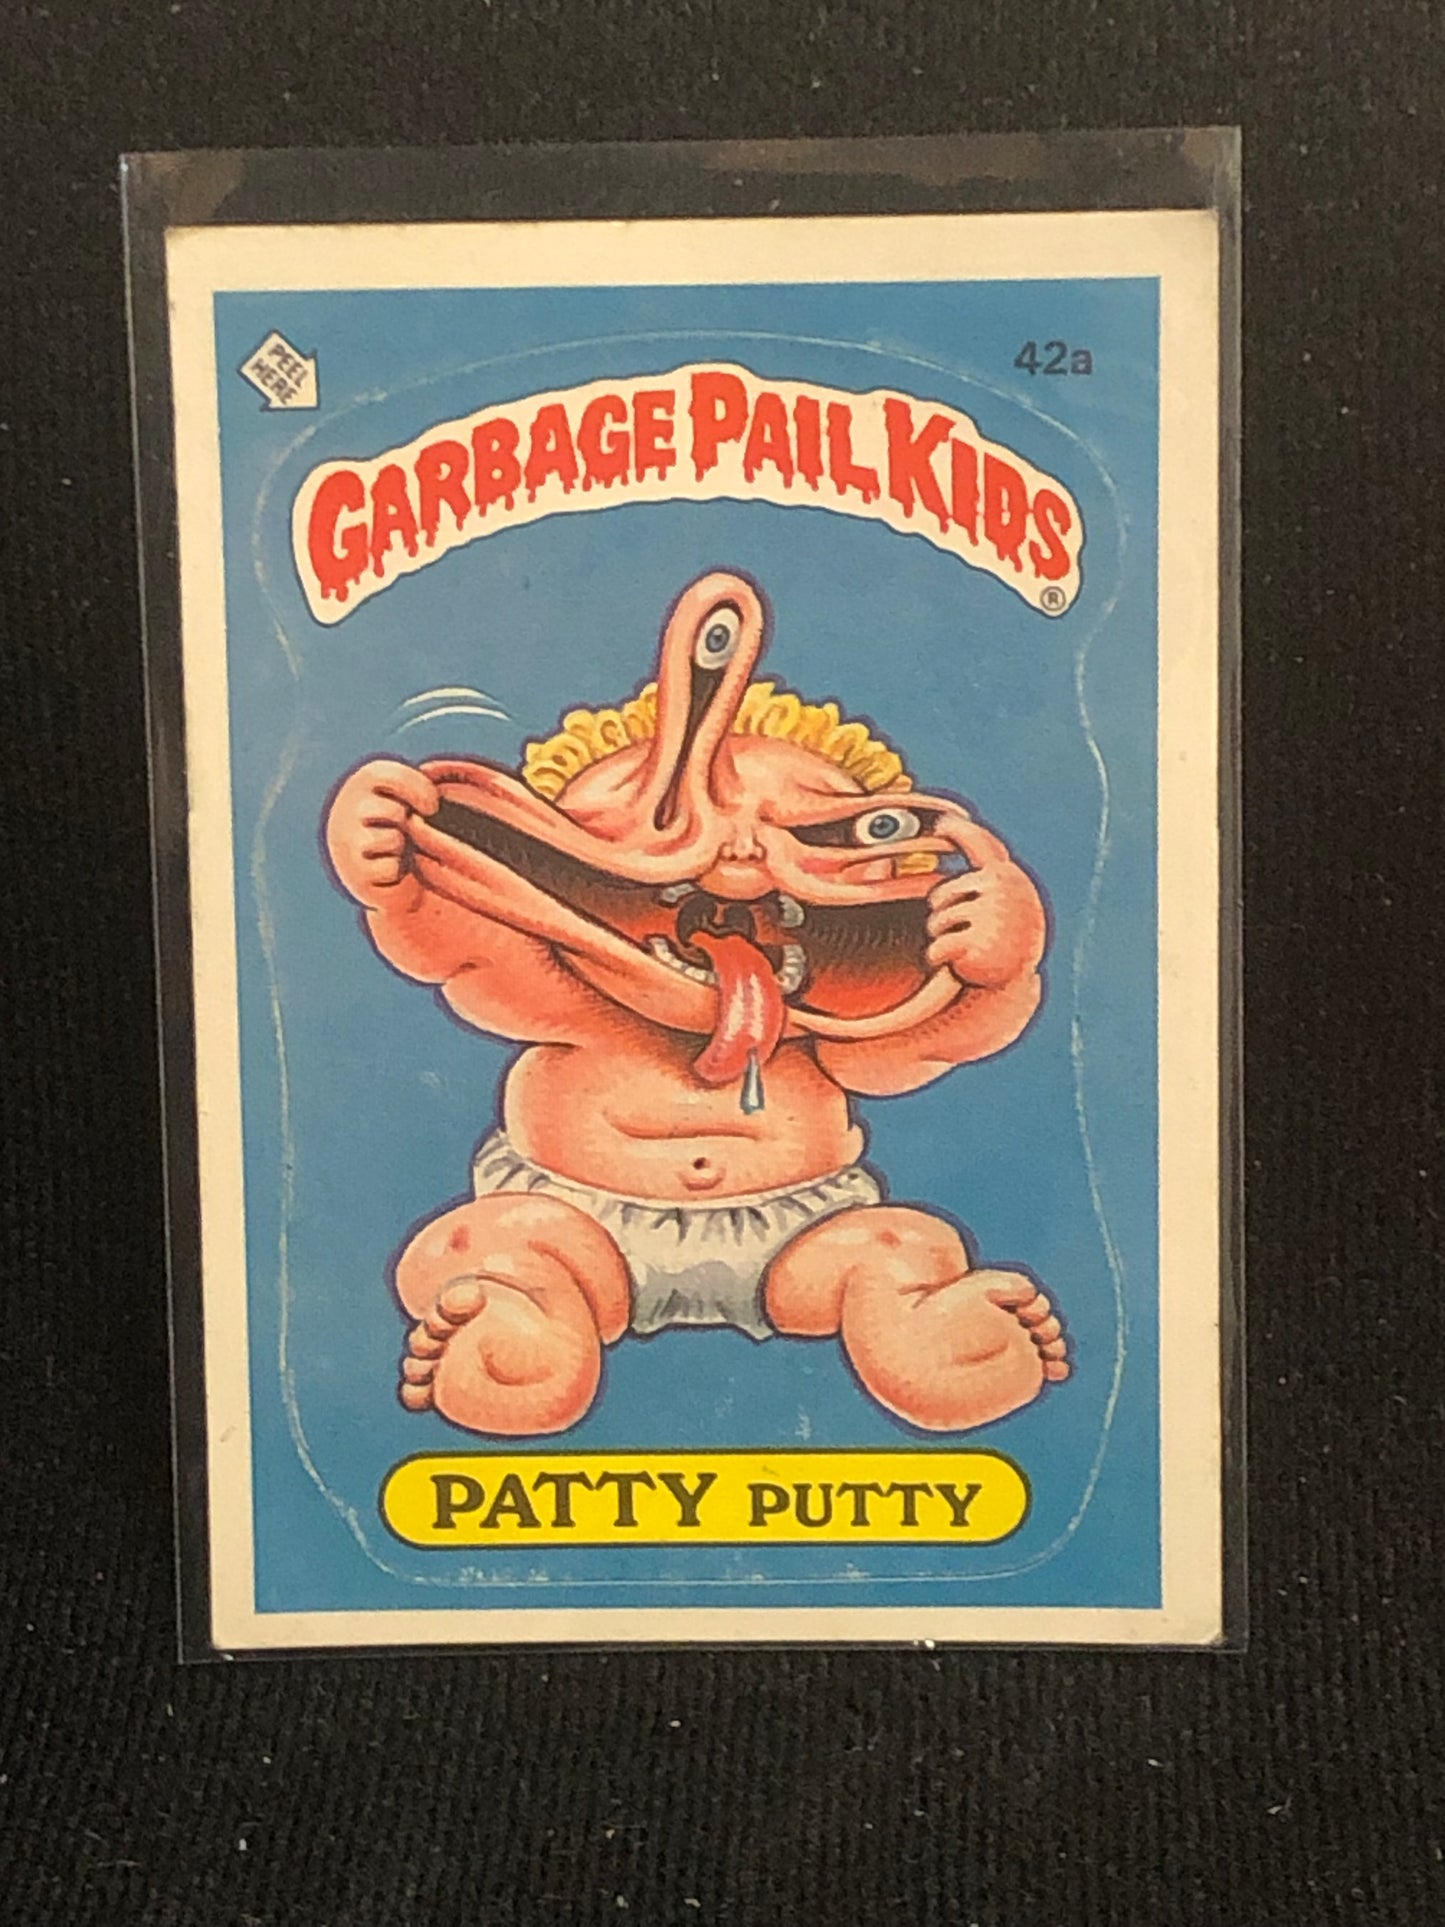 PEEL
HERE
42a
GARBAGE PAIL KIDS
®
PATTY PUTTY